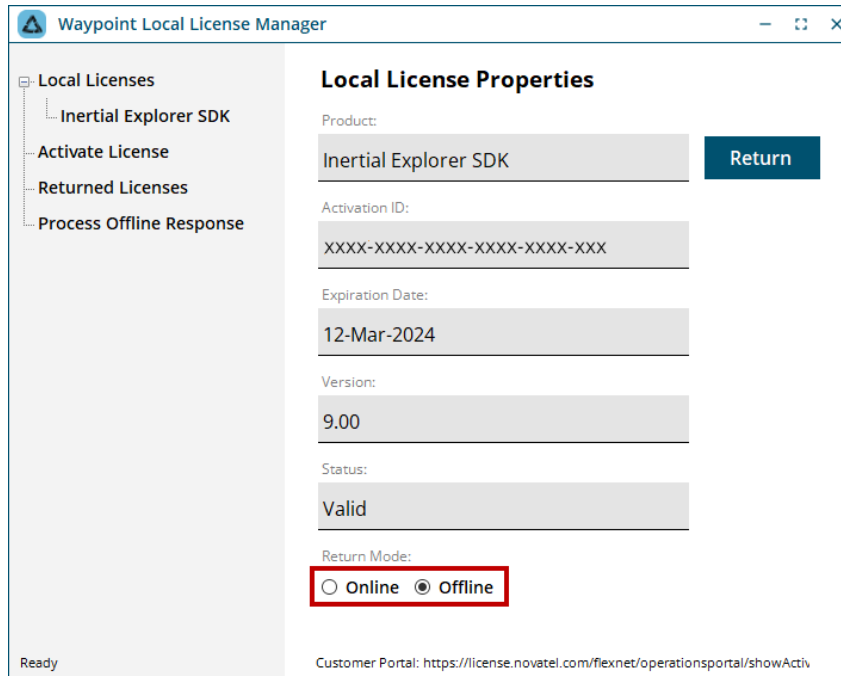 Waypoint Local License Manager
Local Licenses
Inertial Explorer SDK
Activate License
Returned Licenses
Process Offline Response
Local License Properties
Product:
Inertial Explorer SDK
Return
Activation ID:
xxxx-xxxx-xxxx-xxxx-xxxx-xxx
Expiration Date:
12-Mar-2024
Version:
9.00
Status:
Valid
Return Mode:
Online Offline
Ready
Customer Portal: https://license.novatel.com/flexnet/operationsportal/showActiv